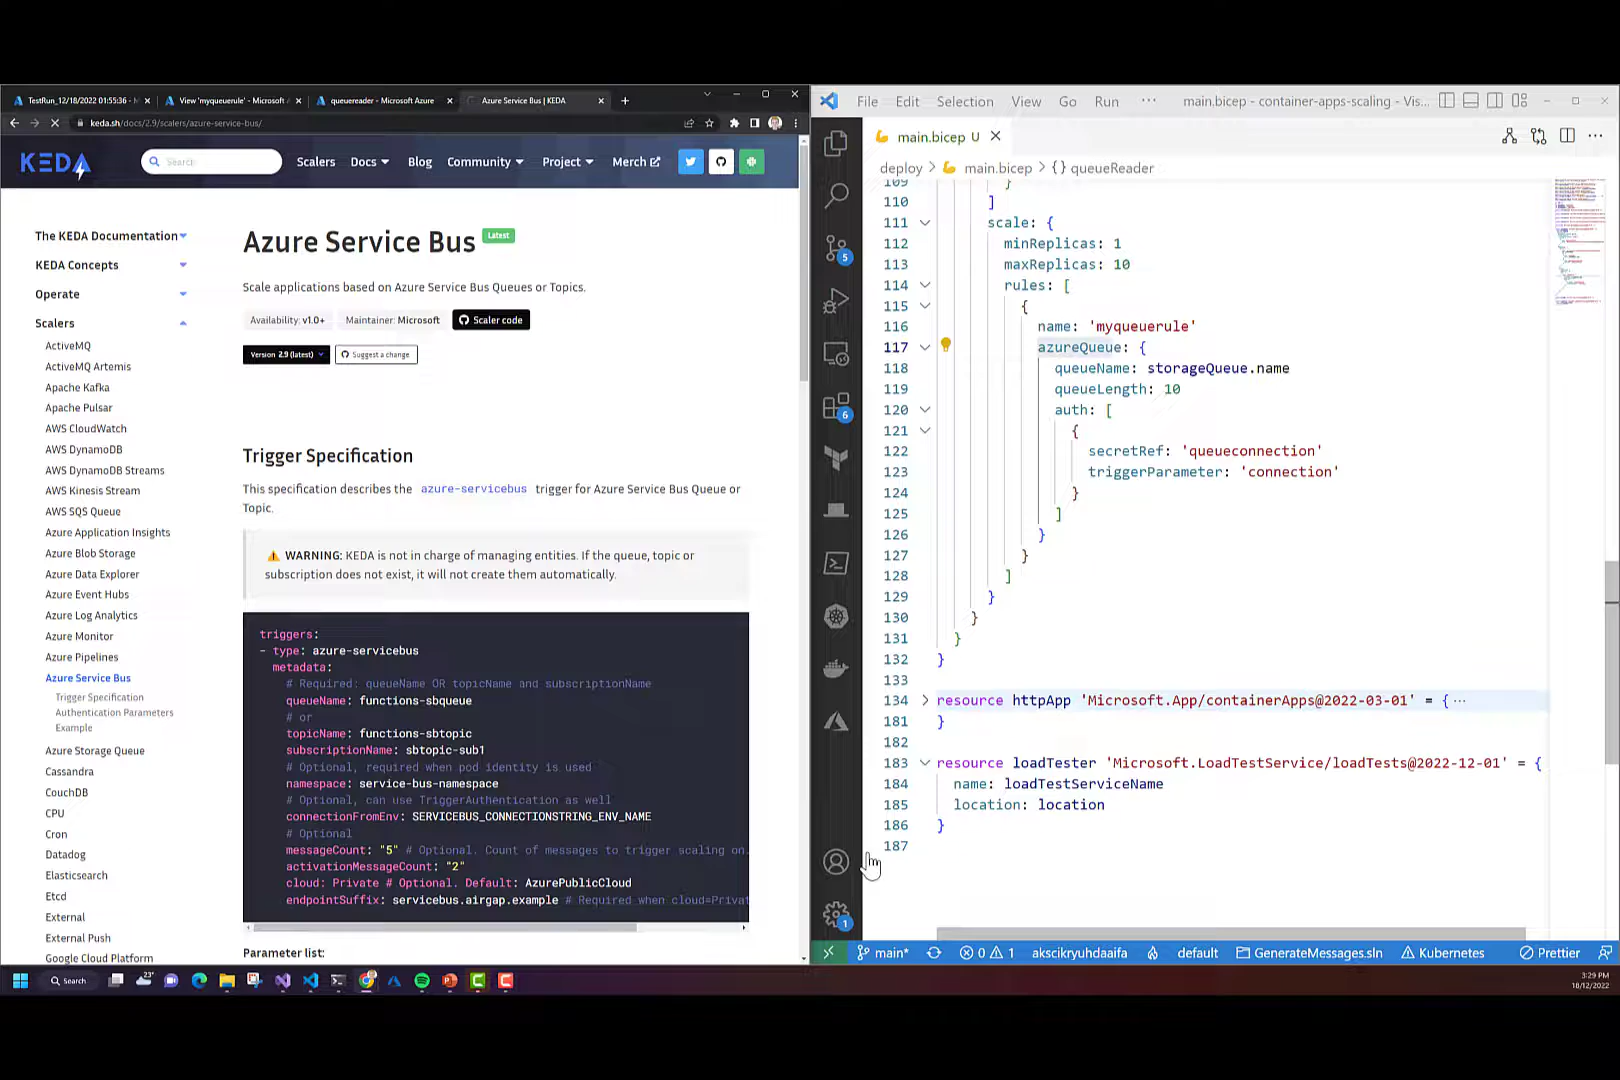 TestRun_12/18/2022 01:55:36 - M
View 'myqueuerule' - Microsoft A
queuereader - Microsoft Azure
Azure Service Bus | KEDA
keda.sh/docs/2.9/scalers/azure-service-bus/
KEDA
Search
Scalers
Docs
Blog
Community
Project
Merch
The KEDA Documentation
KEDA Concepts
Operate
Scalers
ActiveMQ
ActiveMQ Artemis
Apache Kafka
Apache Pulsar
AWS CloudWatch
AWS DynamoDB
AWS DynamoDB Streams
AWS Kinesis Stream
AWS SQS Queue
Azure Application Insights
Azure Blob Storage
Azure Data Explorer
Azure Event Hubs
Azure Log Analytics
Azure Monitor
Azure Pipelines
Azure Service Bus
Trigger Specification
Authentication Parameters
Example
Azure Storage Queue
Cassandra
CouchDB
CPU
Cron
Datadog
Elasticsearch
Etcd
External
External Push
Google Cloud Platform
Azure Service Bus Latest
Scale applications based on Azure Service Bus Queues or Topics.
Availability: v1.0+ Maintainer: Microsoft Scaler code
Version 2.9 (latest) Suggest a change
Trigger Specification
This specification describes the azure-servicebus trigger for Azure Service Bus Queue or
Topic.
WARNING: KEDA is not in charge of managing entities. If the queue, topic or
subscription does not exist, it will not create them automatically.
triggers:
- type: azure-servicebus
metadata:
# Required: queueName OR topicName and subscriptionName
queueName: functions-sbqueue
# or
topicName: functions-sbtopic
subscriptionName: sbtopic-sub1
# Optional, required when pod identity is used
namespace: service-bus-namespace
# Optional, can use TriggerAuthentication as well
connectionFromEnv: SERVICEBUS_CONNECTIONSTRING_ENV_NAME
# Optional
messageCount: "5" # Optional. Count of messages to trigger scaling on.
activationMessageCount: "2"
cloud: Private # Optional. Default: AzurePublicCloud
endpointSuffix: servicebus.airgap.example # Required when cloud=Privat
Parameter list:
File Edit Selection View Go Run ··· main.bicep - container-apps-scaling - Vis...
main.bicep U
deploy > main.bicep > {} queueReader
109 }
110 ]
111 scale: {
112 minReplicas: 1
113 maxReplicas: 10
114 rules: [
115 {
116 name: 'myqueuerule'
117 azureQueue: {
118 queueName: storageQueue.name
119 queueLength: 10
120 auth: [
121 {
122 secretRef: 'queueconnection'
123 triggerParameter: 'connection'
124 }
125 ]
126 }
127 }
128 ]
129 }
130 }
131 }
132 }
133
134 resource httpApp 'Microsoft.App/containerApps@2022-03-01' = {···
181 }
182
183 resource loadTester 'Microsoft.LoadTestService/loadTests@2022-12-01' = {
184 name: loadTestServiceName
185 location: location
186 }
187
5
6
1
main* 0 1 akscikryuhdaaifa default GenerateMessages.sln Kubernetes Prettier
Search
23°
3:29 PM
18/12/2022